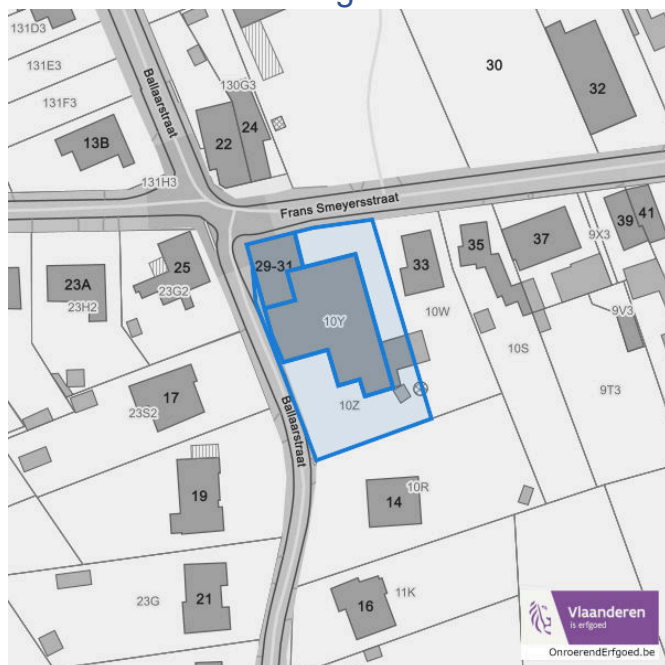 131D3
131E3
131F3
Ballaarstraat
130G3
30
32
22
24
13B
131H3
Frans Smeyersstraat
29-31
33
35
37
9X3
39
41
25
23G2
23A
23H2
10Y
10W
10S
9V3
9T3
17
23S2
10Z
Ballaarstraat
19
14
10R
23G
21
16
11K
Vlaanderen
is erfgoed
OnroerendErfgoed.be